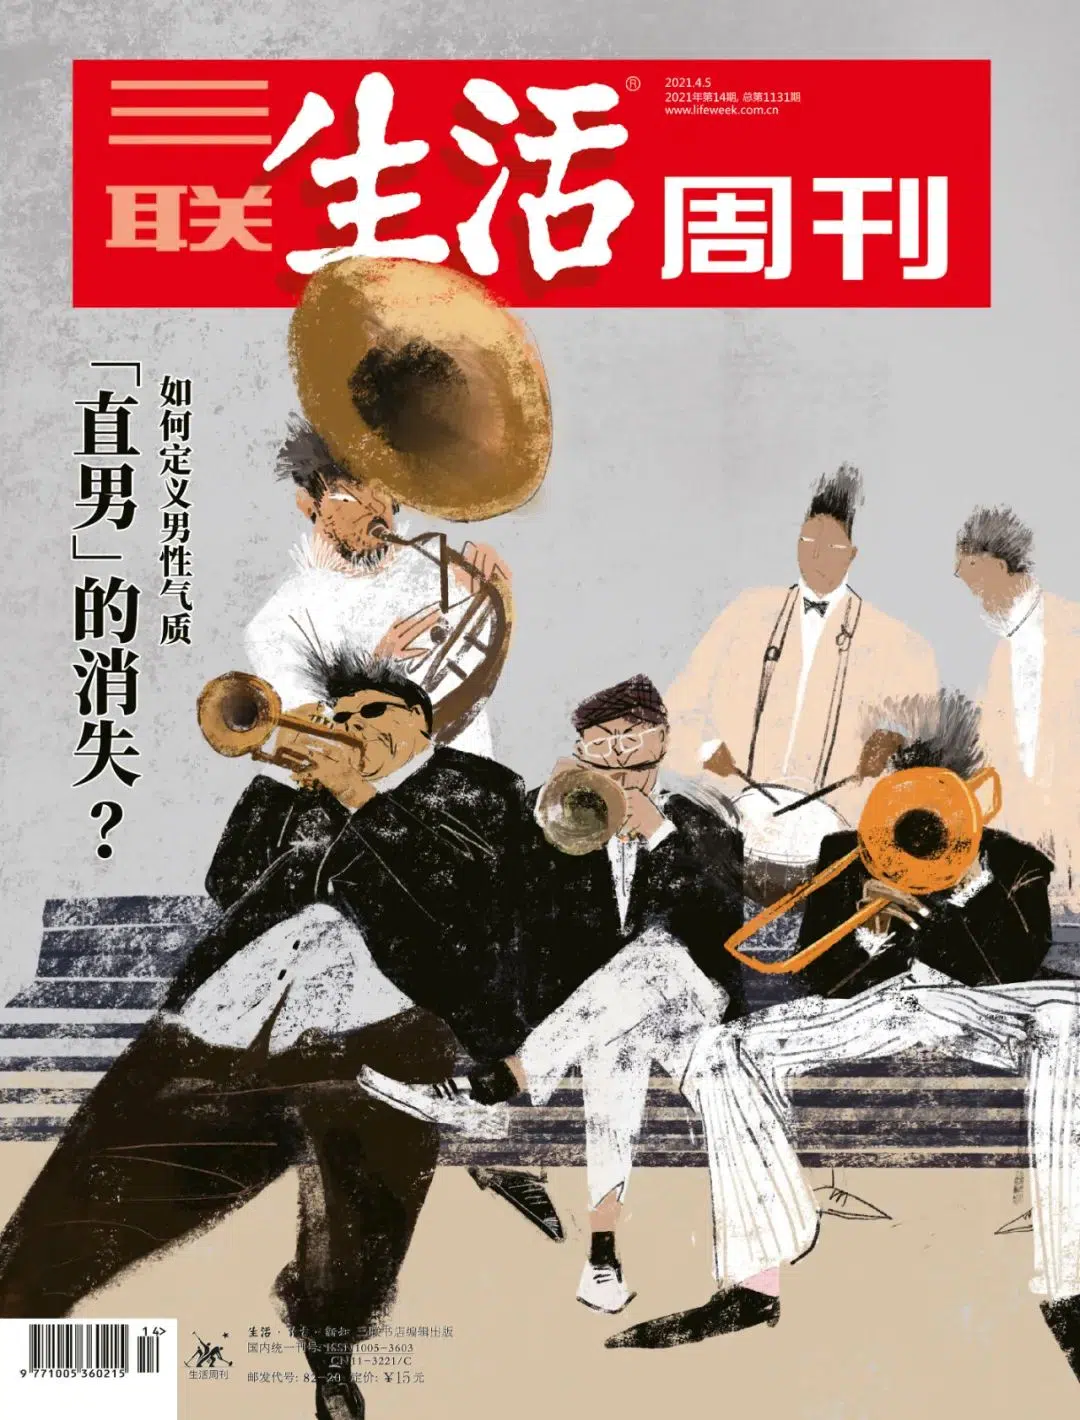 三联生活周刊®
2021.4.5
2021年第14期, 总第1131期
www.lifeweek.com.cn
如何定义男性气质
「直男」的消失？
14>
9 771005 360215
生活周刊
生活·读书·新知 三联书店编辑出版
国内统一刊号: ISSN1005-3603
CN11-3221/C
邮发代号: 82-20 定价: ¥15元